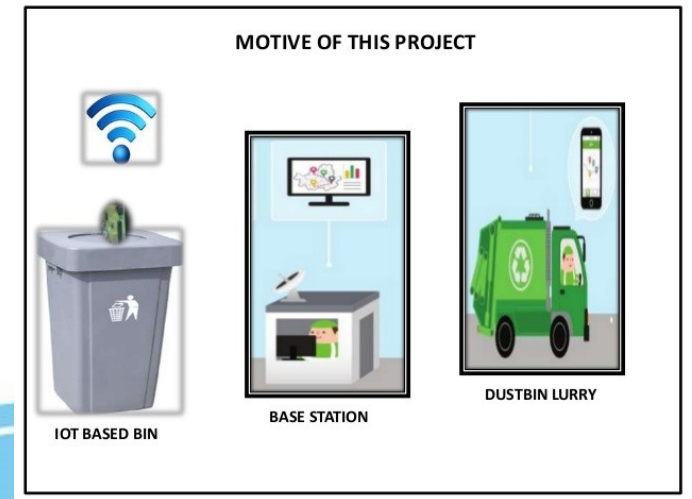 MOTIVE OF THIS PROJECT
IOT BASED BIN
BASE STATION
DUSTBIN LURRY